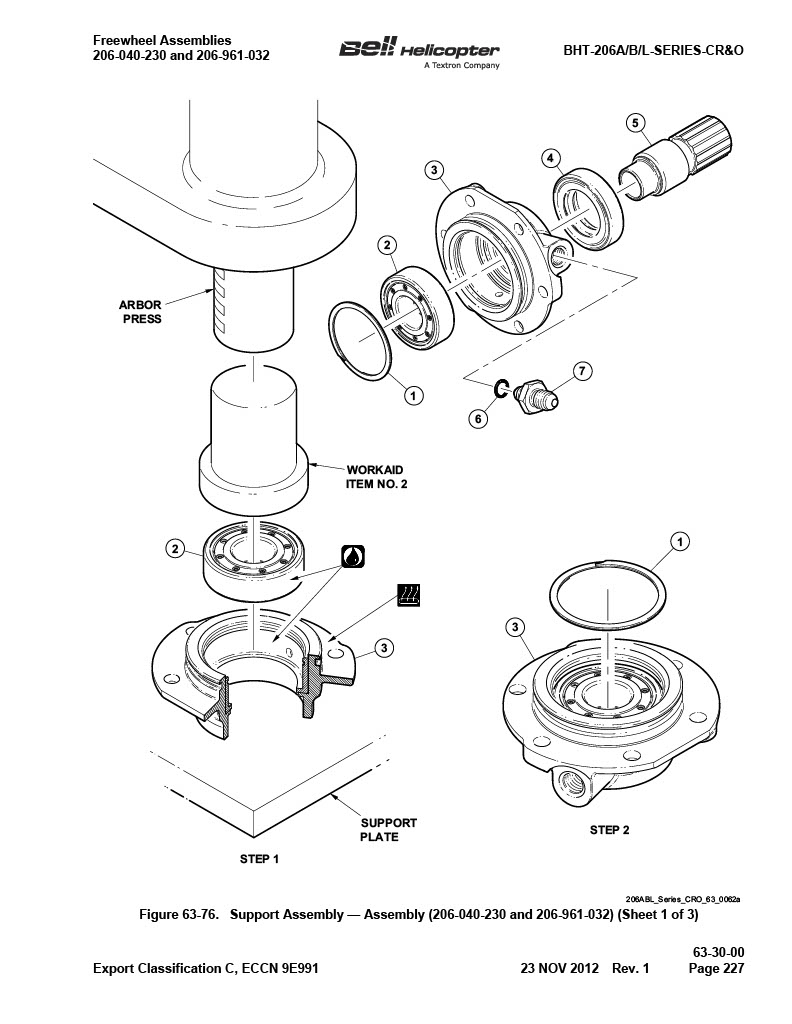 Freewheel Assemblies
206-040-230 and 206-961-032
Bell Helicopter
A Textron Company
BHT-206A/B/L-SERIES-CR&O
5
4
3
2
ARBOR
PRESS
1
7
6
WORKAID
ITEM NO. 2
2
1
3
3
SUPPORT
PLATE
STEP 2
STEP 1
206ABL_Series_CRO_63_0062a
Figure 63-76. Support Assembly — Assembly (206-040-230 and 206-961-032) (Sheet 1 of 3)
63-30-00
Export Classification C, ECCN 9E991 23 NOV 2012 Rev. 1 Page 227